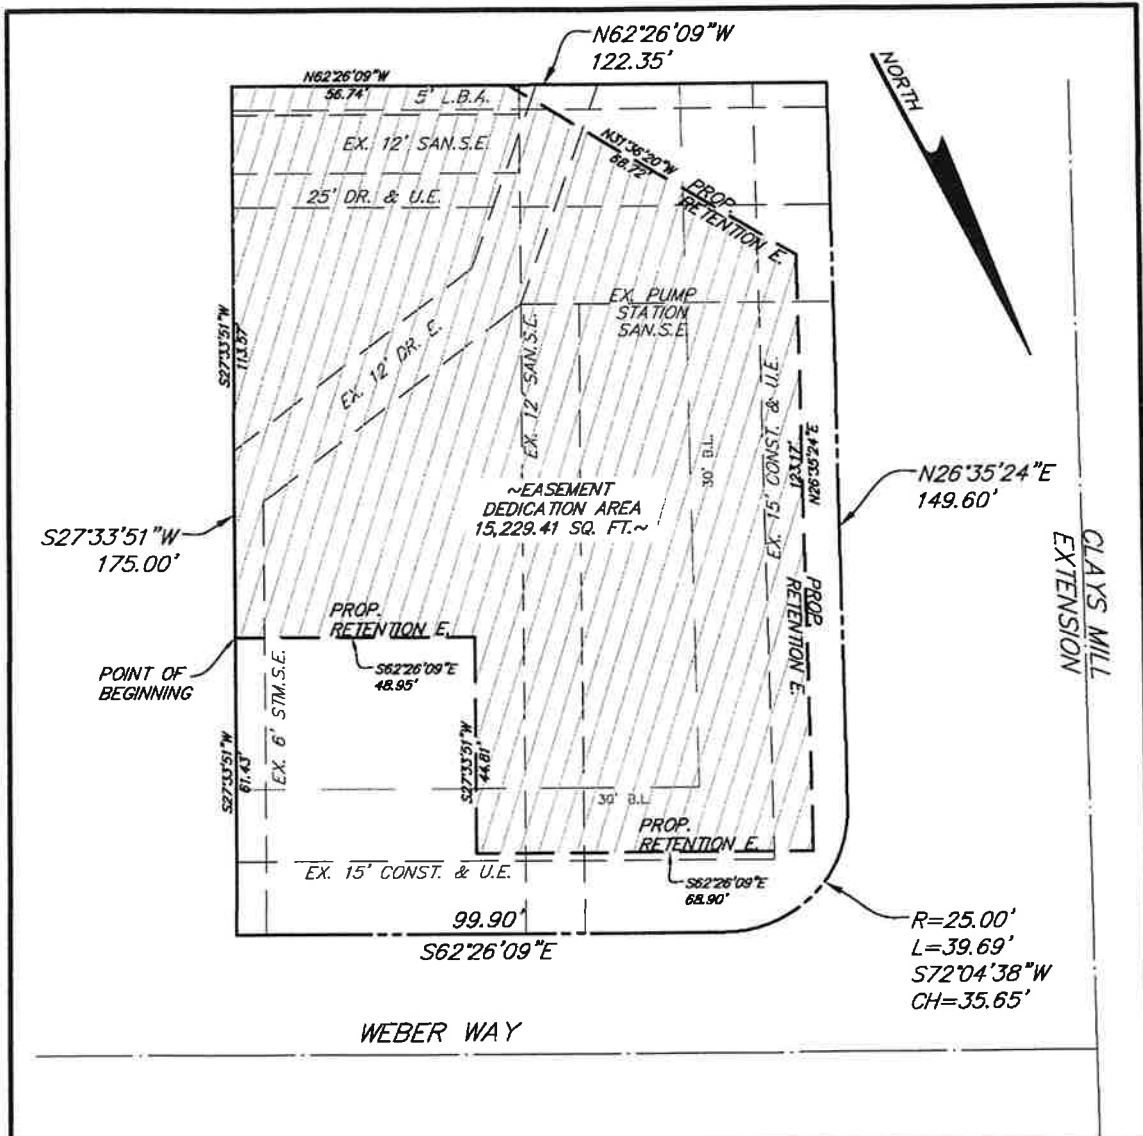 N62°26'09"W
122.35'
N62°26'09"W
56.74'
5' L.B.A.
NORTH
EX. 12' SAN.S.E.
N31°36'20"W
68.72'
PROP.
RETENTION E.
25' DR. & U.E.
EX. PUMP
STATION
SAN.S.E.
S27°33'51"W
113.57'
EX. 12' DR. E.
EX. 12' SAN.S.E.
EX. 15' CONST. & U.E.
30' B.L.
123.17'
N26°35'24"E
N26°35'24"E
149.60'
~EASEMENT
DEDICATION AREA
15,229.41 SQ. FT.~
S27°33'51"W
175.00'
CLAYS MILL
EXTENSION
PROP.
RETENTION E.
PROP.
RETENTION E.
POINT OF
BEGINNING
S62°26'09"E
48.95'
EX. 6' STM.S.E.
S27°33'51"W
61.43'
S27°33'51"W
44.81'
30' B.L.
PROP.
RETENTION E.
EX. 15' CONST. & U.E.
S62°26'09"E
68.90'
99.90'
S62°26'09"E
R=25.00'
L=39.69'
S72°04'38"W
CH=35.65'
WEBER WAY